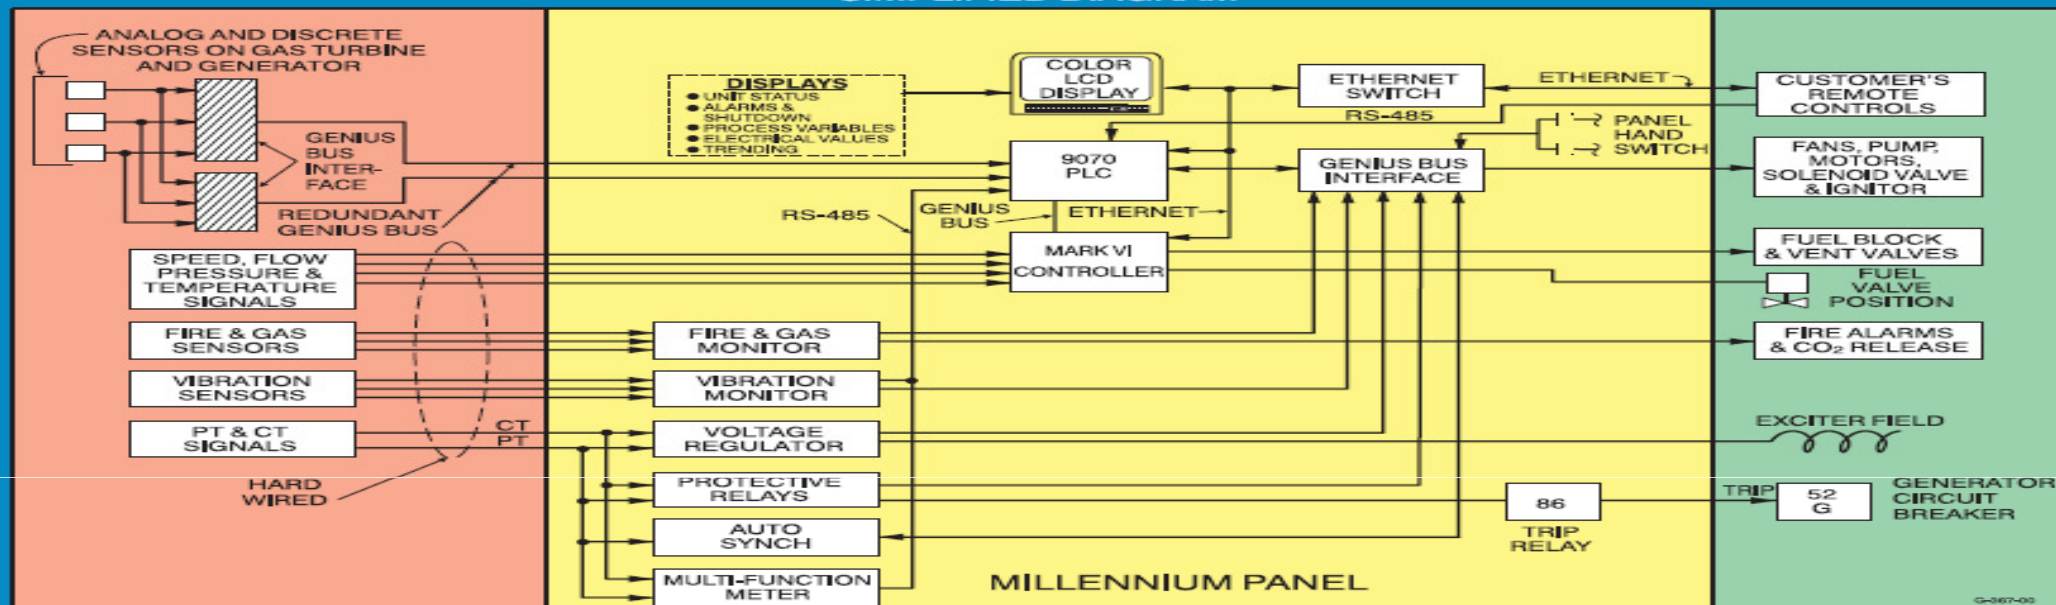 ANALOG AND DISCRETE
SENSORS ON GAS TURBINE
AND GENERATOR
GENIUS
BUS
INTER-
FACE
REDUNDANT
GENIUS BUS
SPEED, FLOW
PRESSURE &
TEMPERATURE
SIGNALS
FIRE & GAS
SENSORS
VIBRATION
SENSORS
PT & CT
SIGNALS
HARD
WIRED
CT
PT
DISPLAYS
● UNIT STATUS
● ALARMS &
SHUTDOWN
● PROCESS VARIABLES
● ELECTRICAL VALUES
● TRENDING
COLOR
LCD
DISPLAY
ETHERNET
SWITCH
RS-485
PANEL
HAND
SWITCH
9070
PLC
GENIUS BUS
INTERFACE
RS-485
GENIUS
BUS
ETHERNET
MARK VI
CONTROLLER
FIRE & GAS
MONITOR
VIBRATION
MONITOR
VOLTAGE
REGULATOR
PROTECTIVE
RELAYS
AUTO
SYNCH
MULTI-FUNCTION
METER
86
TRIP
RELAY
MILLENNIUM PANEL
ETHERNET
CUSTOMER'S
REMOTE
CONTROLS
FANS, PUMP,
MOTORS,
SOLENOID VALVE
& IGNITOR
FUEL BLOCK
& VENT VALVES
FUEL
VALVE
POSITION
FIRE ALARMS
& CO₂ RELEASE
EXCITER FIELD
TRIP
52
G
GENERATOR
CIRCUIT
BREAKER